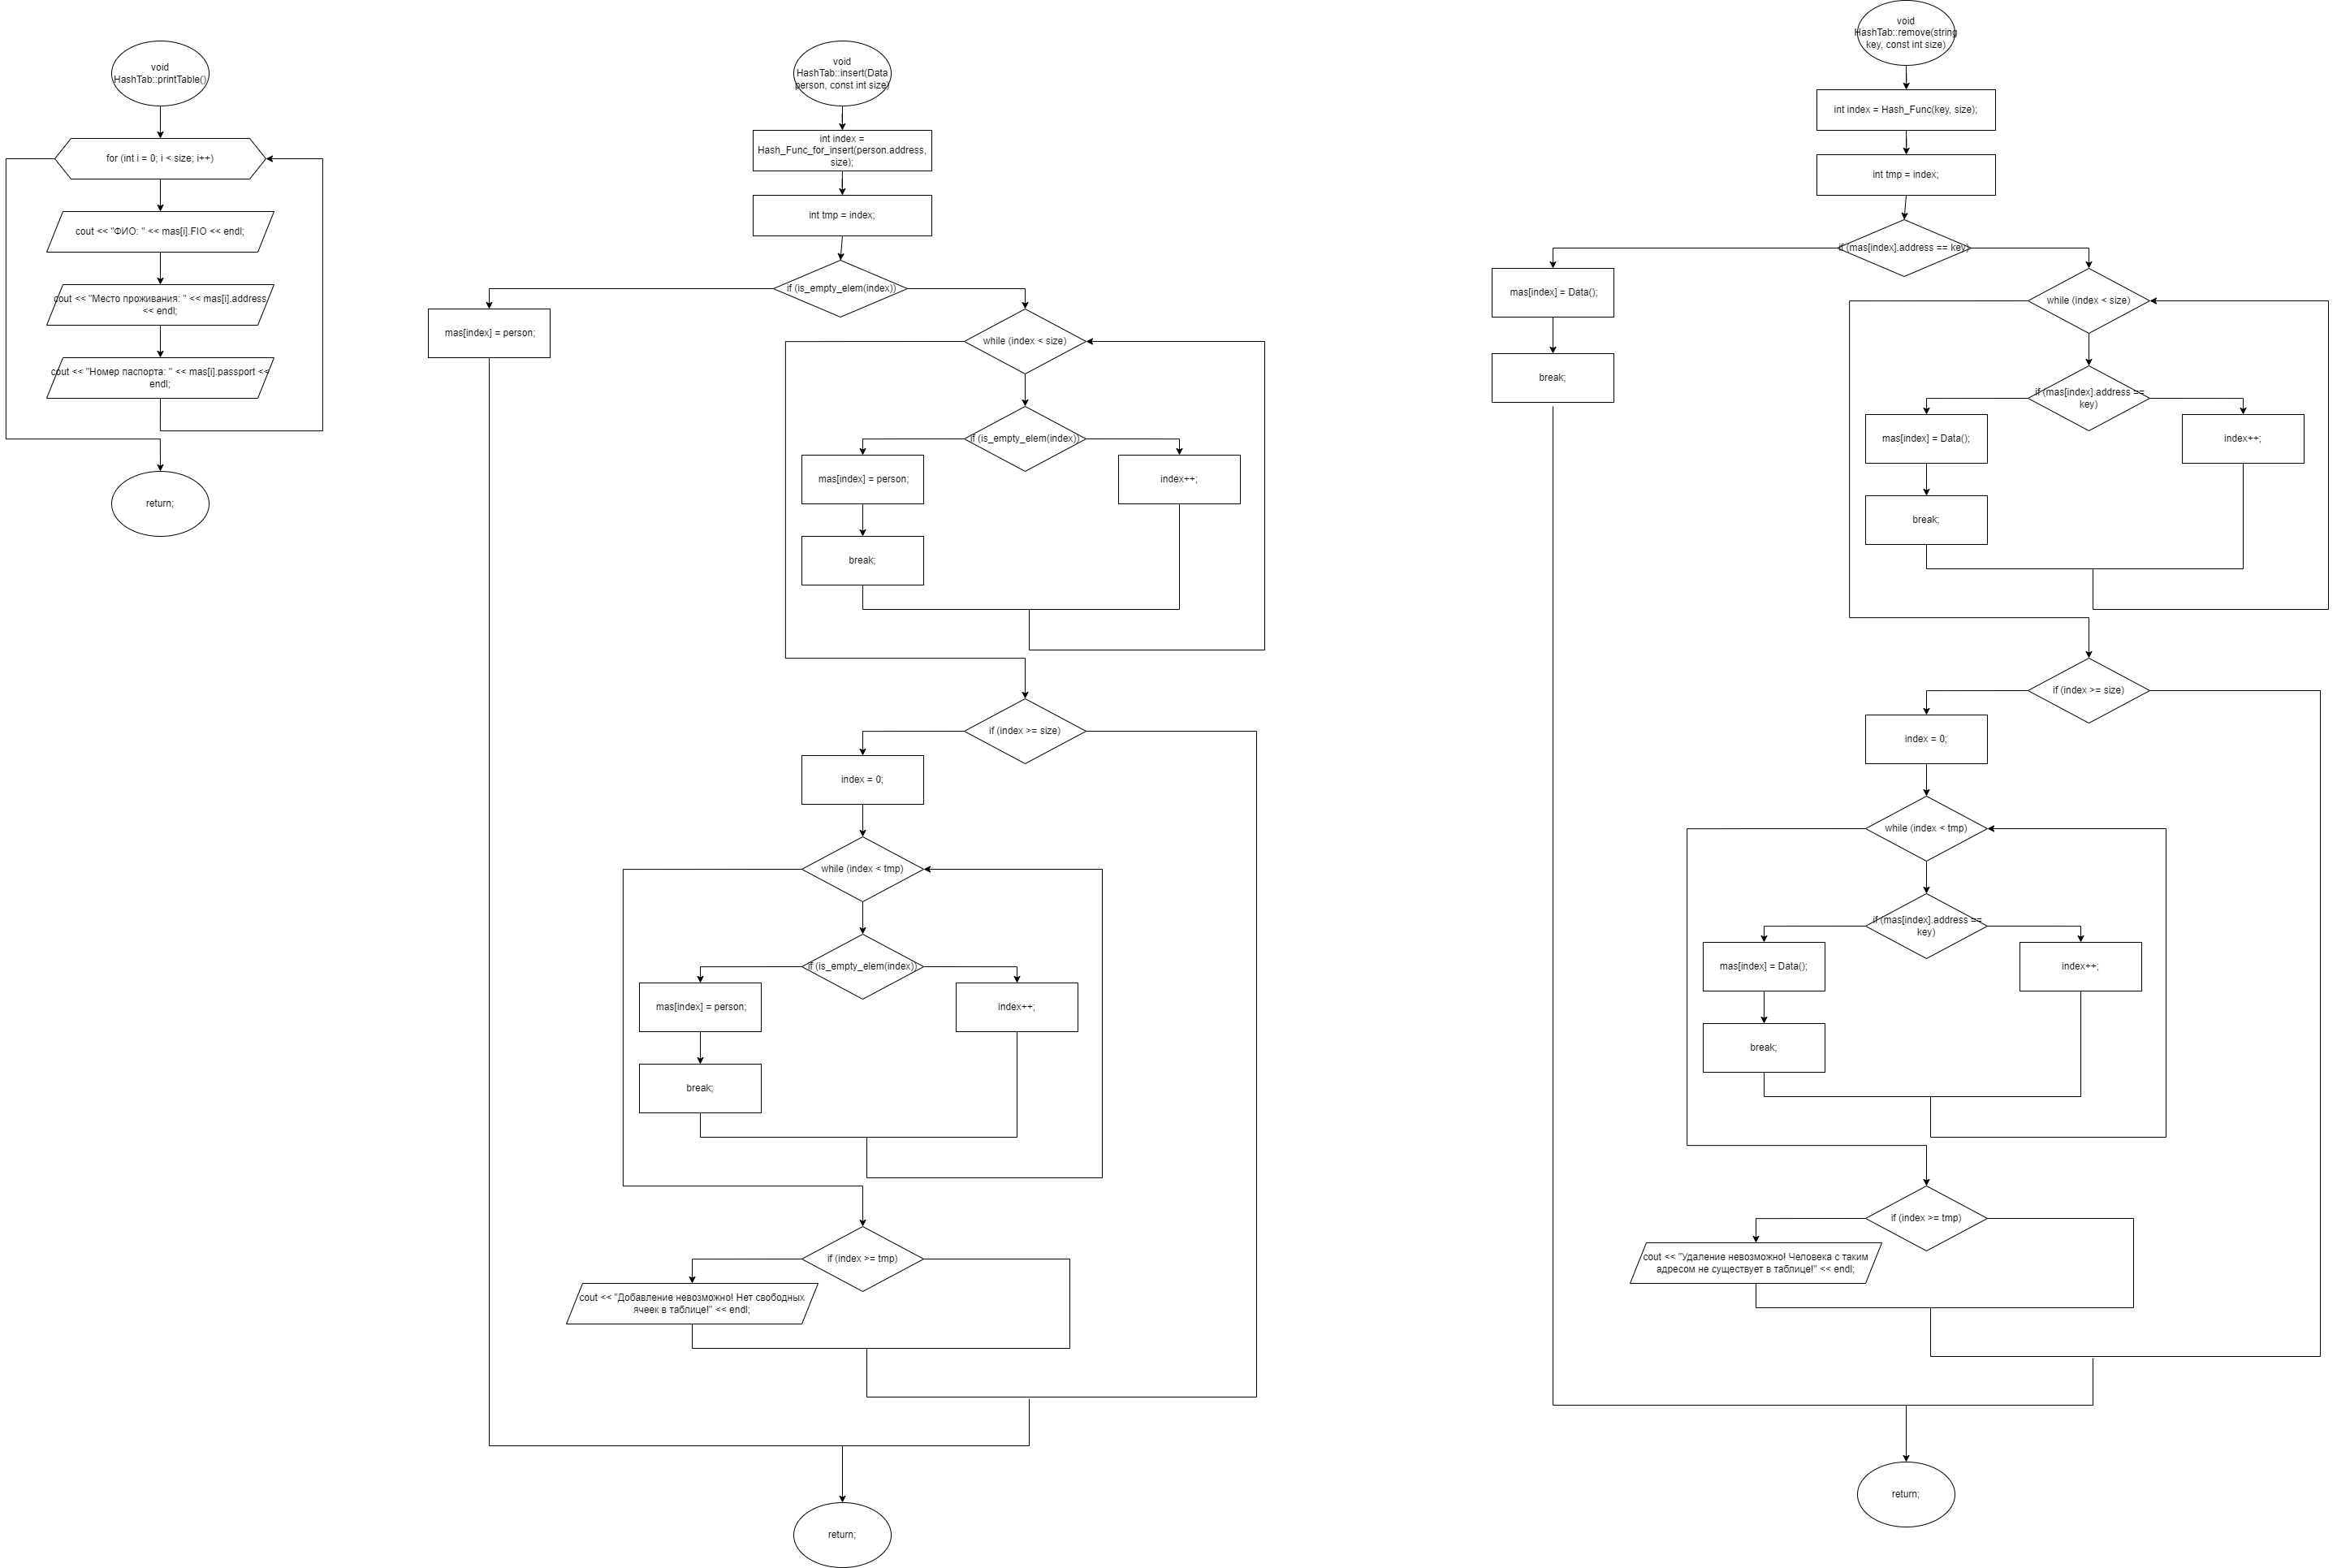 void
HashTab::printTable()
for (int i = 0; i < size; i++)
cout << "ФИО: " << mas[i].FIO << endl;
cout << "Место проживания: " << mas[i].address
<< endl;
cout << "Номер паспорта: " << mas[i].passport <<
endl;
return;
void
HashTab::insert(Data
person, const int size)
int index =
Hash_Func_for_insert(person.address,
size);
int tmp = index;
if (is_empty_elem(index))
mas[index] = person;
while (index < size)
if (is_empty_elem(index))
mas[index] = person;
index++;
break;
if (index >= size)
index = 0;
while (index < tmp)
if (is_empty_elem(index))
mas[index] = person;
index++;
break;
if (index >= tmp)
cout << "Добавление невозможно! Нет свободных
ячеек в таблице!" << endl;
return;
void
HashTab::remove(string
key, const int size)
int index = Hash_Func(key, size);
int tmp = index;
if (mas[index].address == key)
mas[index] = Data();
break;
while (index < size)
if (mas[index].address ==
key)
mas[index] = Data();
index++;
break;
if (index >= size)
index = 0;
while (index < tmp)
if (mas[index].address ==
key)
mas[index] = Data();
index++;
break;
if (index >= tmp)
cout << "Удаление невозможно! Человека с таким
адресом не существует в таблице!" << endl;
return;